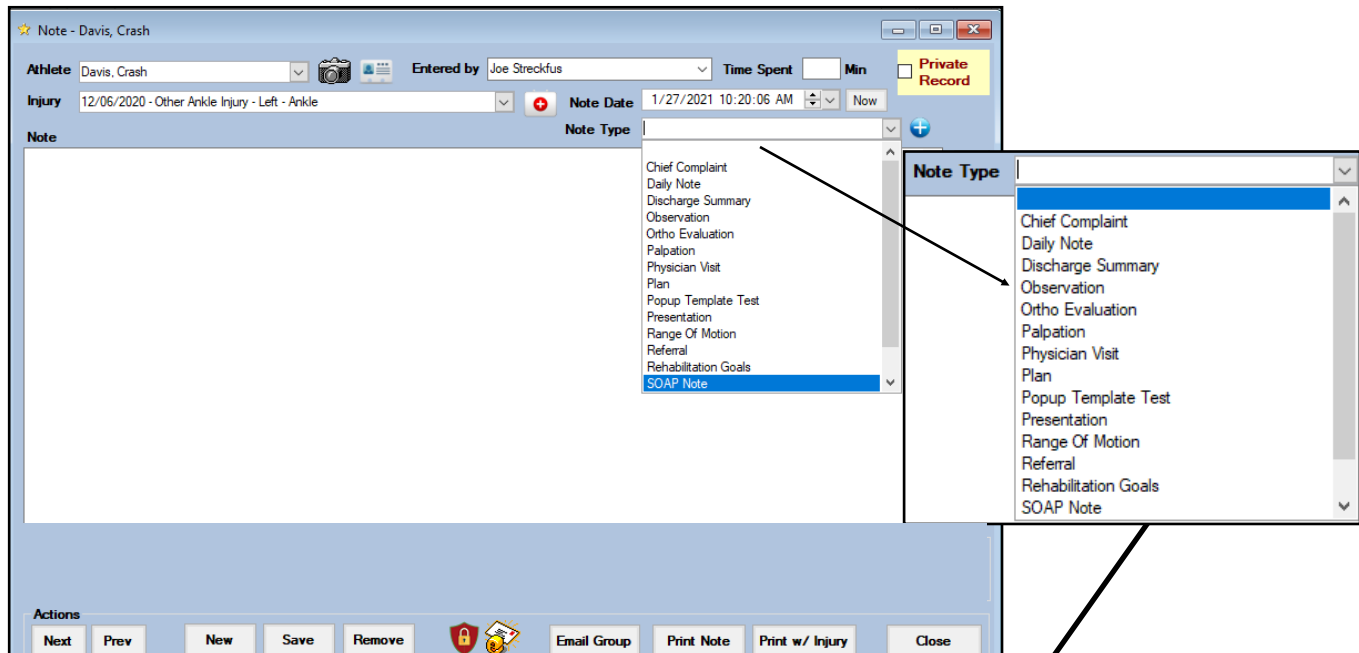 Note - Davis, Crash
Athlete Davis, Crash Entered by Joe Streckfus Time Spent Min Private Record
Injury 12/06/2020 - Other Ankle Injury - Left - Ankle Note Date 1/27/2021 10:20:06 AM Now
Note Note Type
Chief Complaint
Daily Note
Discharge Summary
Observation
Ortho Evaluation
Palpation
Physician Visit
Plan
Popup Template Test
Presentation
Range Of Motion
Referral
Rehabilitation Goals
SOAP Note
Note Type
Chief Complaint
Daily Note
Discharge Summary
Observation
Ortho Evaluation
Palpation
Physician Visit
Plan
Popup Template Test
Presentation
Range Of Motion
Referral
Rehabilitation Goals
SOAP Note
Actions
Next Prev New Save Remove Email Group Print Note Print w/ Injury Close